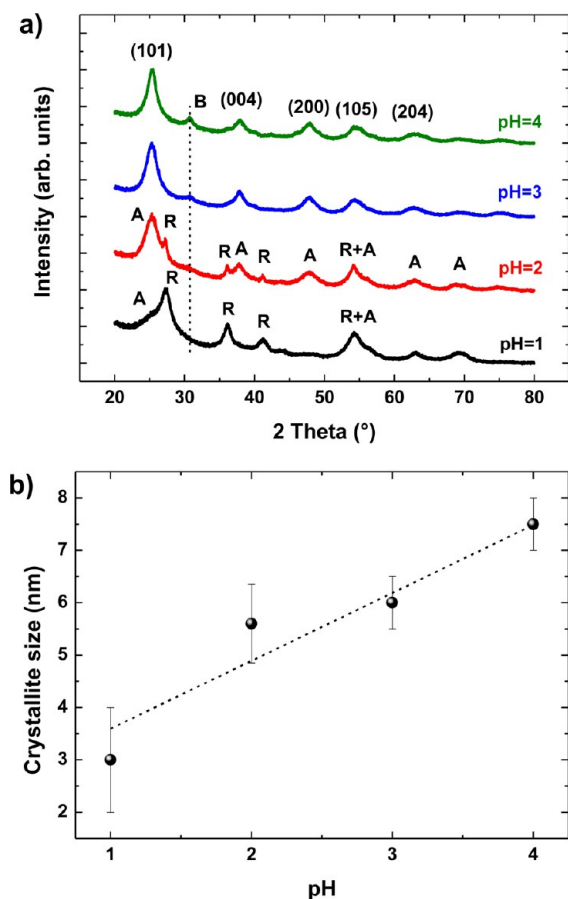 a)
(101)
B
(004)
(200)
(105)
(204)
pH=4
pH=3
A
R
R
A
R
A
R+A
A
A
pH=2
A
R
R
R
R+A
pH=1
Intensity (arb. units)
20 30 40 50 60 70 80
2 Theta (°)
b)
8
7
6
5
4
3
2
Crystallite size (nm)
1 2 3 4
pH